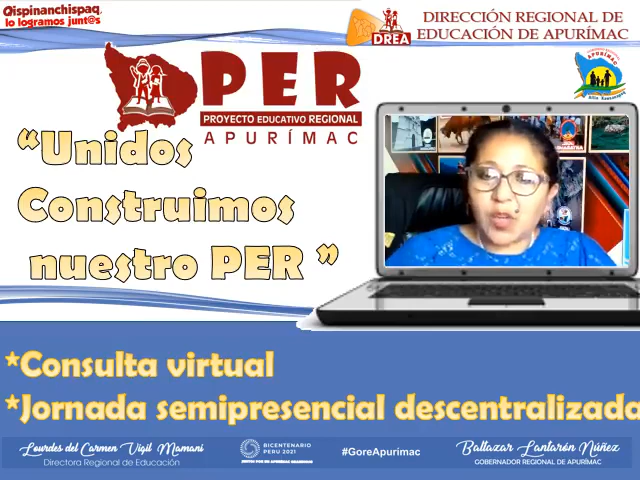 Qispinanchispaq,
lo logramos junt@s
DREA
DIRECCIÓN REGIONAL DE
EDUCACIÓN DE APURÍMAC
APURÍMAC
PER
PROYECTO EDUCATIVO REGIONAL
APURÍMAC
“Unidos
Construimos
nuestro PER ”
*Consulta virtual
*Jornada semipresencial descentralizada
Lourdes del Carmen Vigil Mamani
Directora Regional de Educación
BICENTENARIO
PERÚ 2021
#GoreApurímac
Baltazar Lantarón Núñez
GOBERNADOR REGIONAL DE APURÍMAC